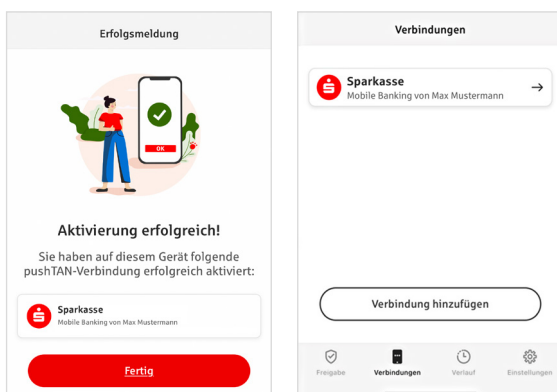 Erfolgsmeldung
OK
Aktivierung erfolgreich!
Sie haben auf diesem Gerät folgende
pushTAN-Verbindung erfolgreich aktiviert:
Sparkasse
Mobile Banking von Max Mustermann
Fertig
Verbindungen
Sparkasse
Mobile Banking von Max Mustermann
Verbindung hinzufügen
Freigabe
Verbindungen
Verlauf
Einstellungen